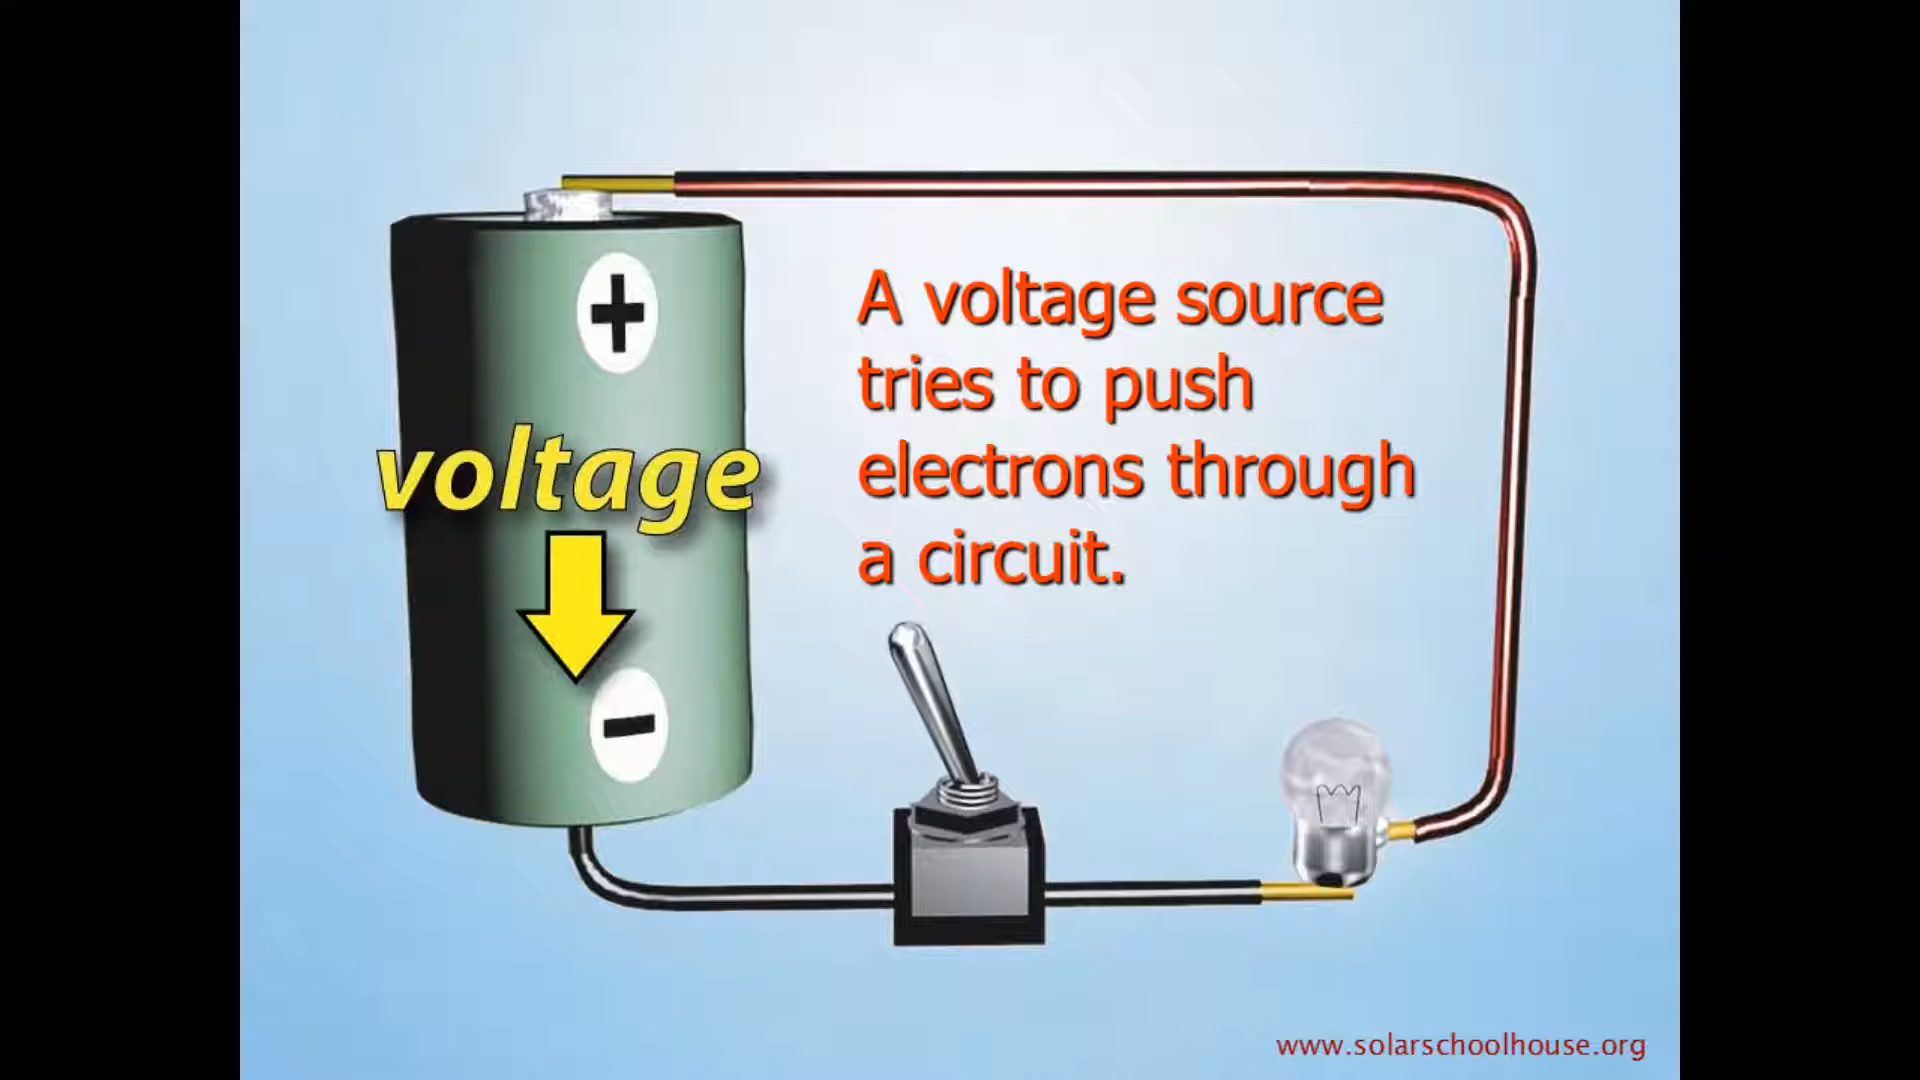 +
A voltage source
tries to push
electrons through
a circuit.
voltage
−
www.solarschoolhouse.org